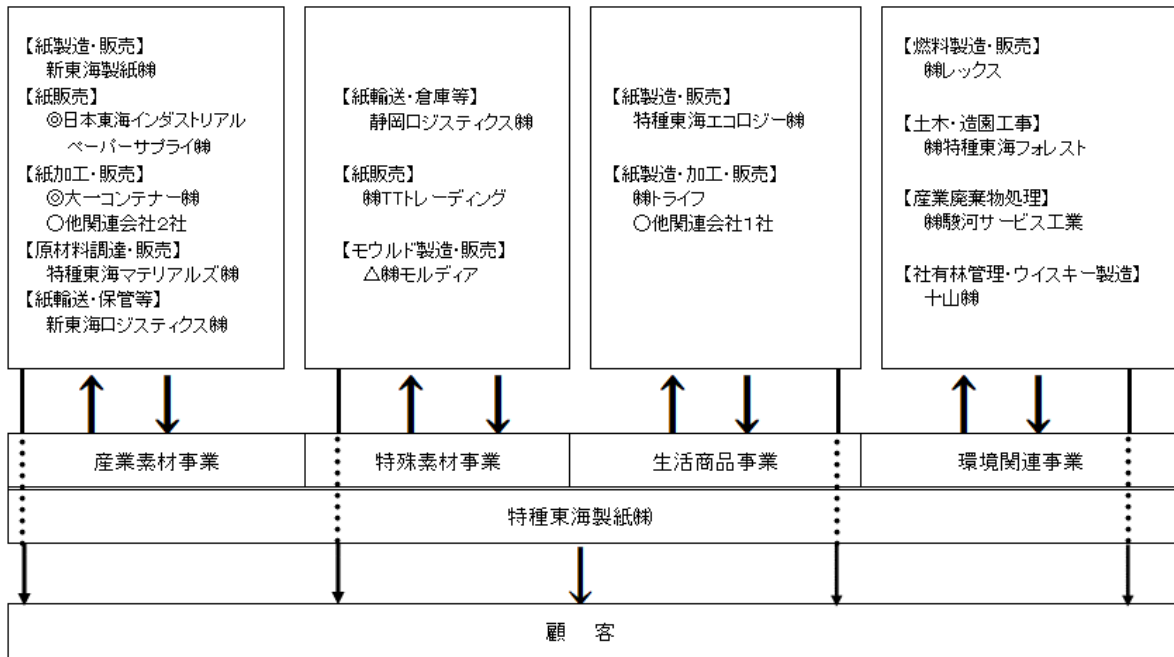 【紙製造・販売】
新東海製紙㈱
【紙販売】
◎日本東海インダストリアル
ペーパーサプライ㈱
【紙加工・販売】
◎大一コンテナー㈱
○他関連会社2社
【原材料調達・販売】
特種東海マテリアルズ㈱
【紙輸送・保管等】
新東海ロジスティクス㈱
【紙輸送・倉庫等】
静岡ロジスティクス㈱
【紙販売】
㈱TTトレーディング
【モウルド製造・販売】
△㈱モルディア
【紙製造・販売】
特種東海エコロジー㈱
【紙製造・加工・販売】
㈱トライフ
○他関連会社1社
【燃料製造・販売】
㈱レックス
【土木・造園工事】
㈱特種東海フォレスト
【産業廃棄物処理】
㈱駿河サービス工業
【社有林管理・ウイスキー製造】
十山㈱
産業素材事業
特殊素材事業
生活商品事業
環境関連事業
特種東海製紙㈱
顧 客